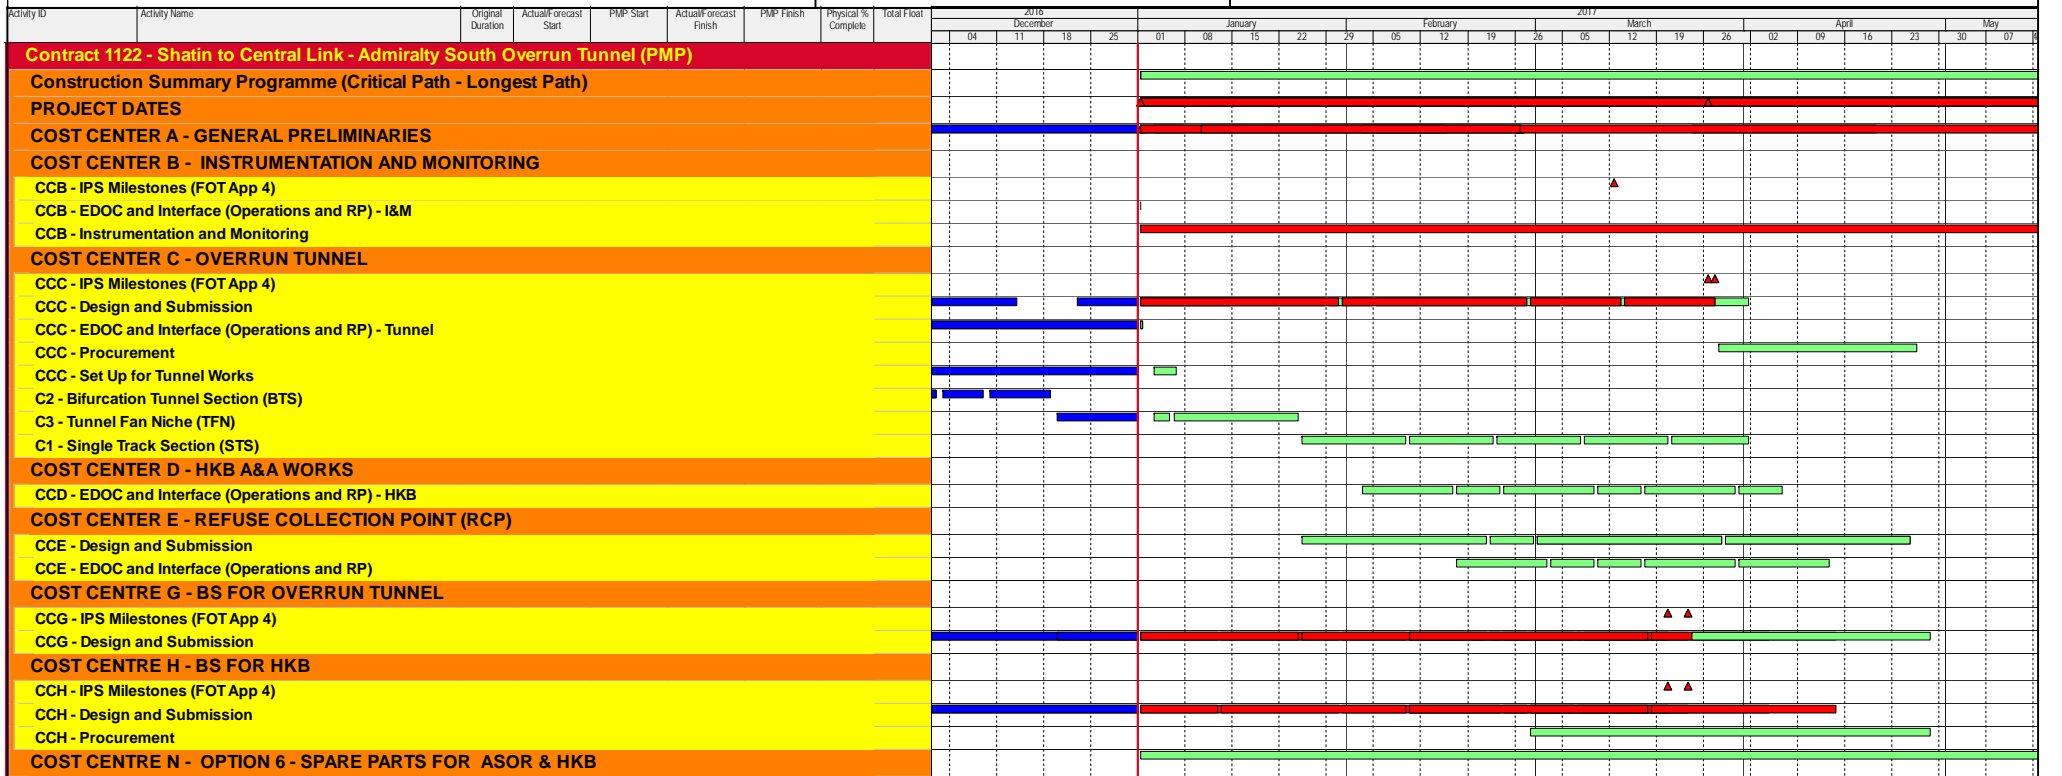 Activity ID Activity Name Original Duration Actual/Forecast Start PMP Start Actual/Forecast Finish PMP Finish Physical % Complete Total Float
2016 2017
December January February March April May
04 11 18 25 01 08 15 22 29 05 12 19 26 05 12 19 26 02 09 16 23 30 07
Contract 1122 - Shatin to Central Link - Admiralty South Overrun Tunnel (PMP)
Construction Summary Programme (Critical Path - Longest Path)
PROJECT DATES
COST CENTER A - GENERAL PRELIMINARIES
COST CENTER B - INSTRUMENTATION AND MONITORING
CCB - IPS Milestones (FOT App 4)
CCB - EDOC and Interface (Operations and RP) - I&M
CCB - Instrumentation and Monitoring
COST CENTER C - OVERRUN TUNNEL
CCC - IPS Milestones (FOT App 4)
CCC - Design and Submission
CCC - EDOC and Interface (Operations and RP) - Tunnel
CCC - Procurement
CCC - Set Up for Tunnel Works
C2 - Bifurcation Tunnel Section (BTS)
C3 - Tunnel Fan Niche (TFN)
C1 - Single Track Section (STS)
COST CENTER D - HKB A&A WORKS
CCD - EDOC and Interface (Operations and RP) - HKB
COST CENTER E - REFUSE COLLECTION POINT (RCP)
CCE - Design and Submission
CCE - EDOC and Interface (Operations and RP)
COST CENTRE G - BS FOR OVERRUN TUNNEL
CCG - IPS Milestones (FOT App 4)
CCG - Design and Submission
COST CENTRE H - BS FOR HKB
CCH - IPS Milestones (FOT App 4)
CCH - Design and Submission
CCH - Procurement
COST CENTRE N - OPTION 6 - SPARE PARTS FOR ASOR & HKB